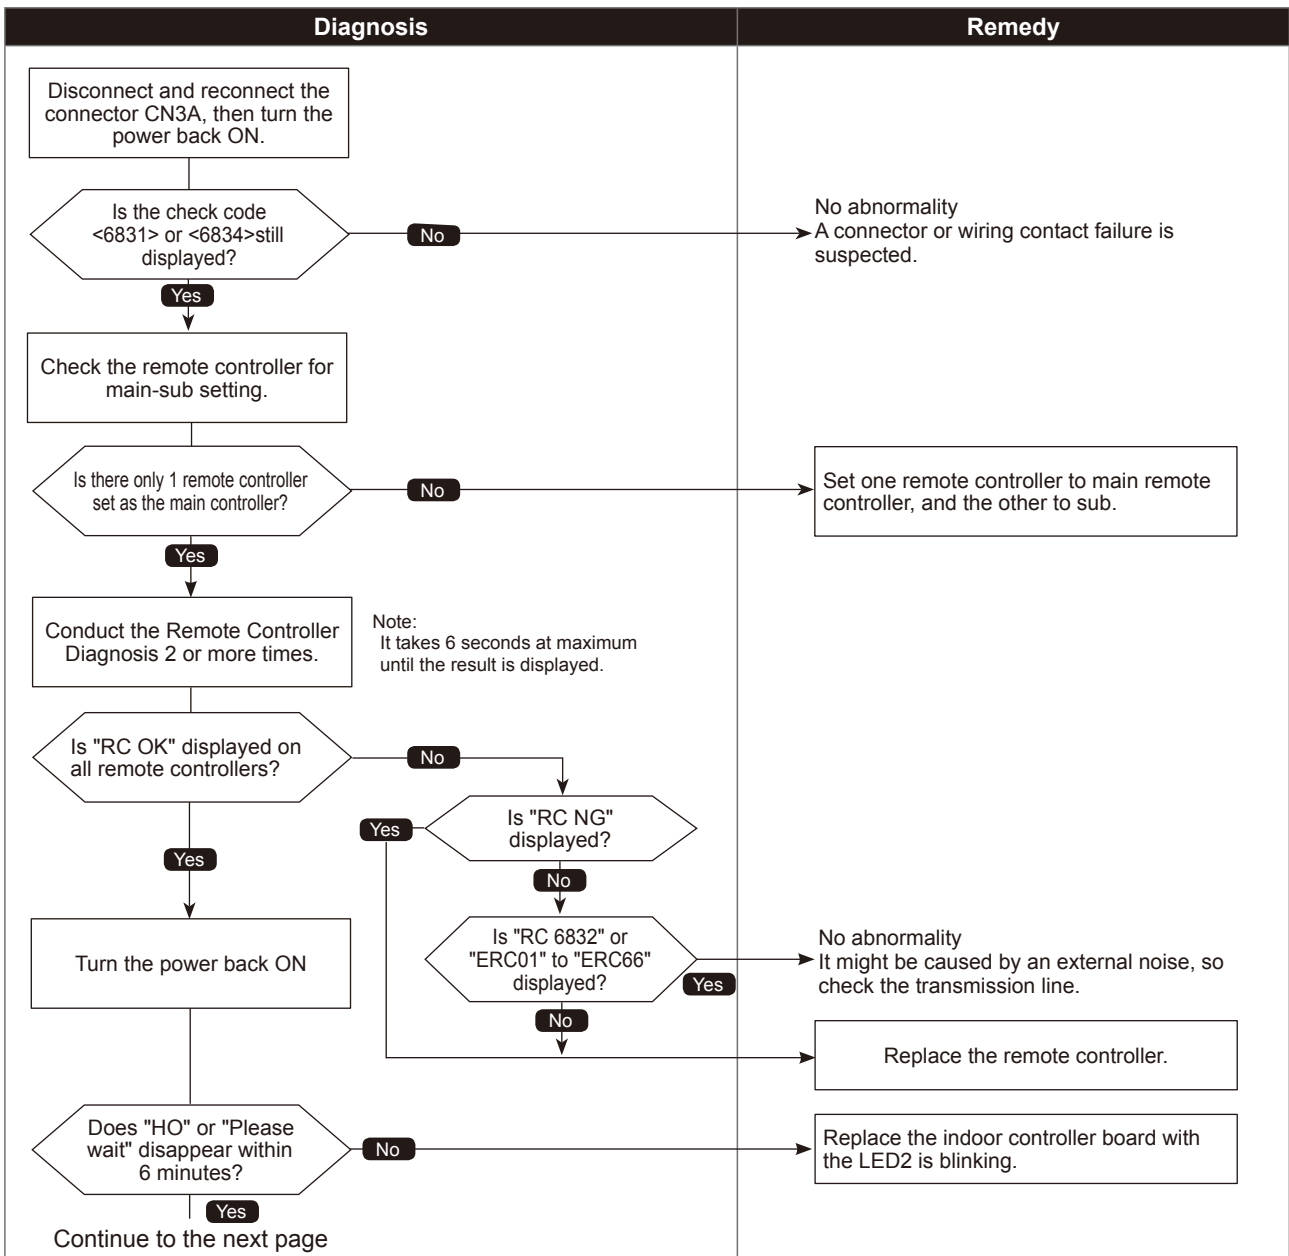 Diagnosis
Remedy
Disconnect and reconnect the
connector CN3A, then turn the
power back ON.
Is the check code
<6831> or <6834>still
displayed?
No
No abnormality
A connector or wiring contact failure is
suspected.
Yes
Check the remote controller for
main-sub setting.
Is there only 1 remote controller
set as the main controller?
No
Set one remote controller to main remote
controller, and the other to sub.
Yes
Conduct the Remote Controller
Diagnosis 2 or more times.
Note:
It takes 6 seconds at maximum
until the result is displayed.
Is "RC OK" displayed on
all remote controllers?
No
Is "RC NG"
displayed?
Yes
No
Yes
Is "RC 6832" or
"ERC01" to "ERC66"
displayed?
Yes
No abnormality
It might be caused by an external noise, so
check the transmission line.
No
Turn the power back ON
Replace the remote controller.
Does "HO" or "Please
wait" disappear within
6 minutes?
No
Replace the indoor controller board with
the LED2 is blinking.
Yes
Continue to the next page